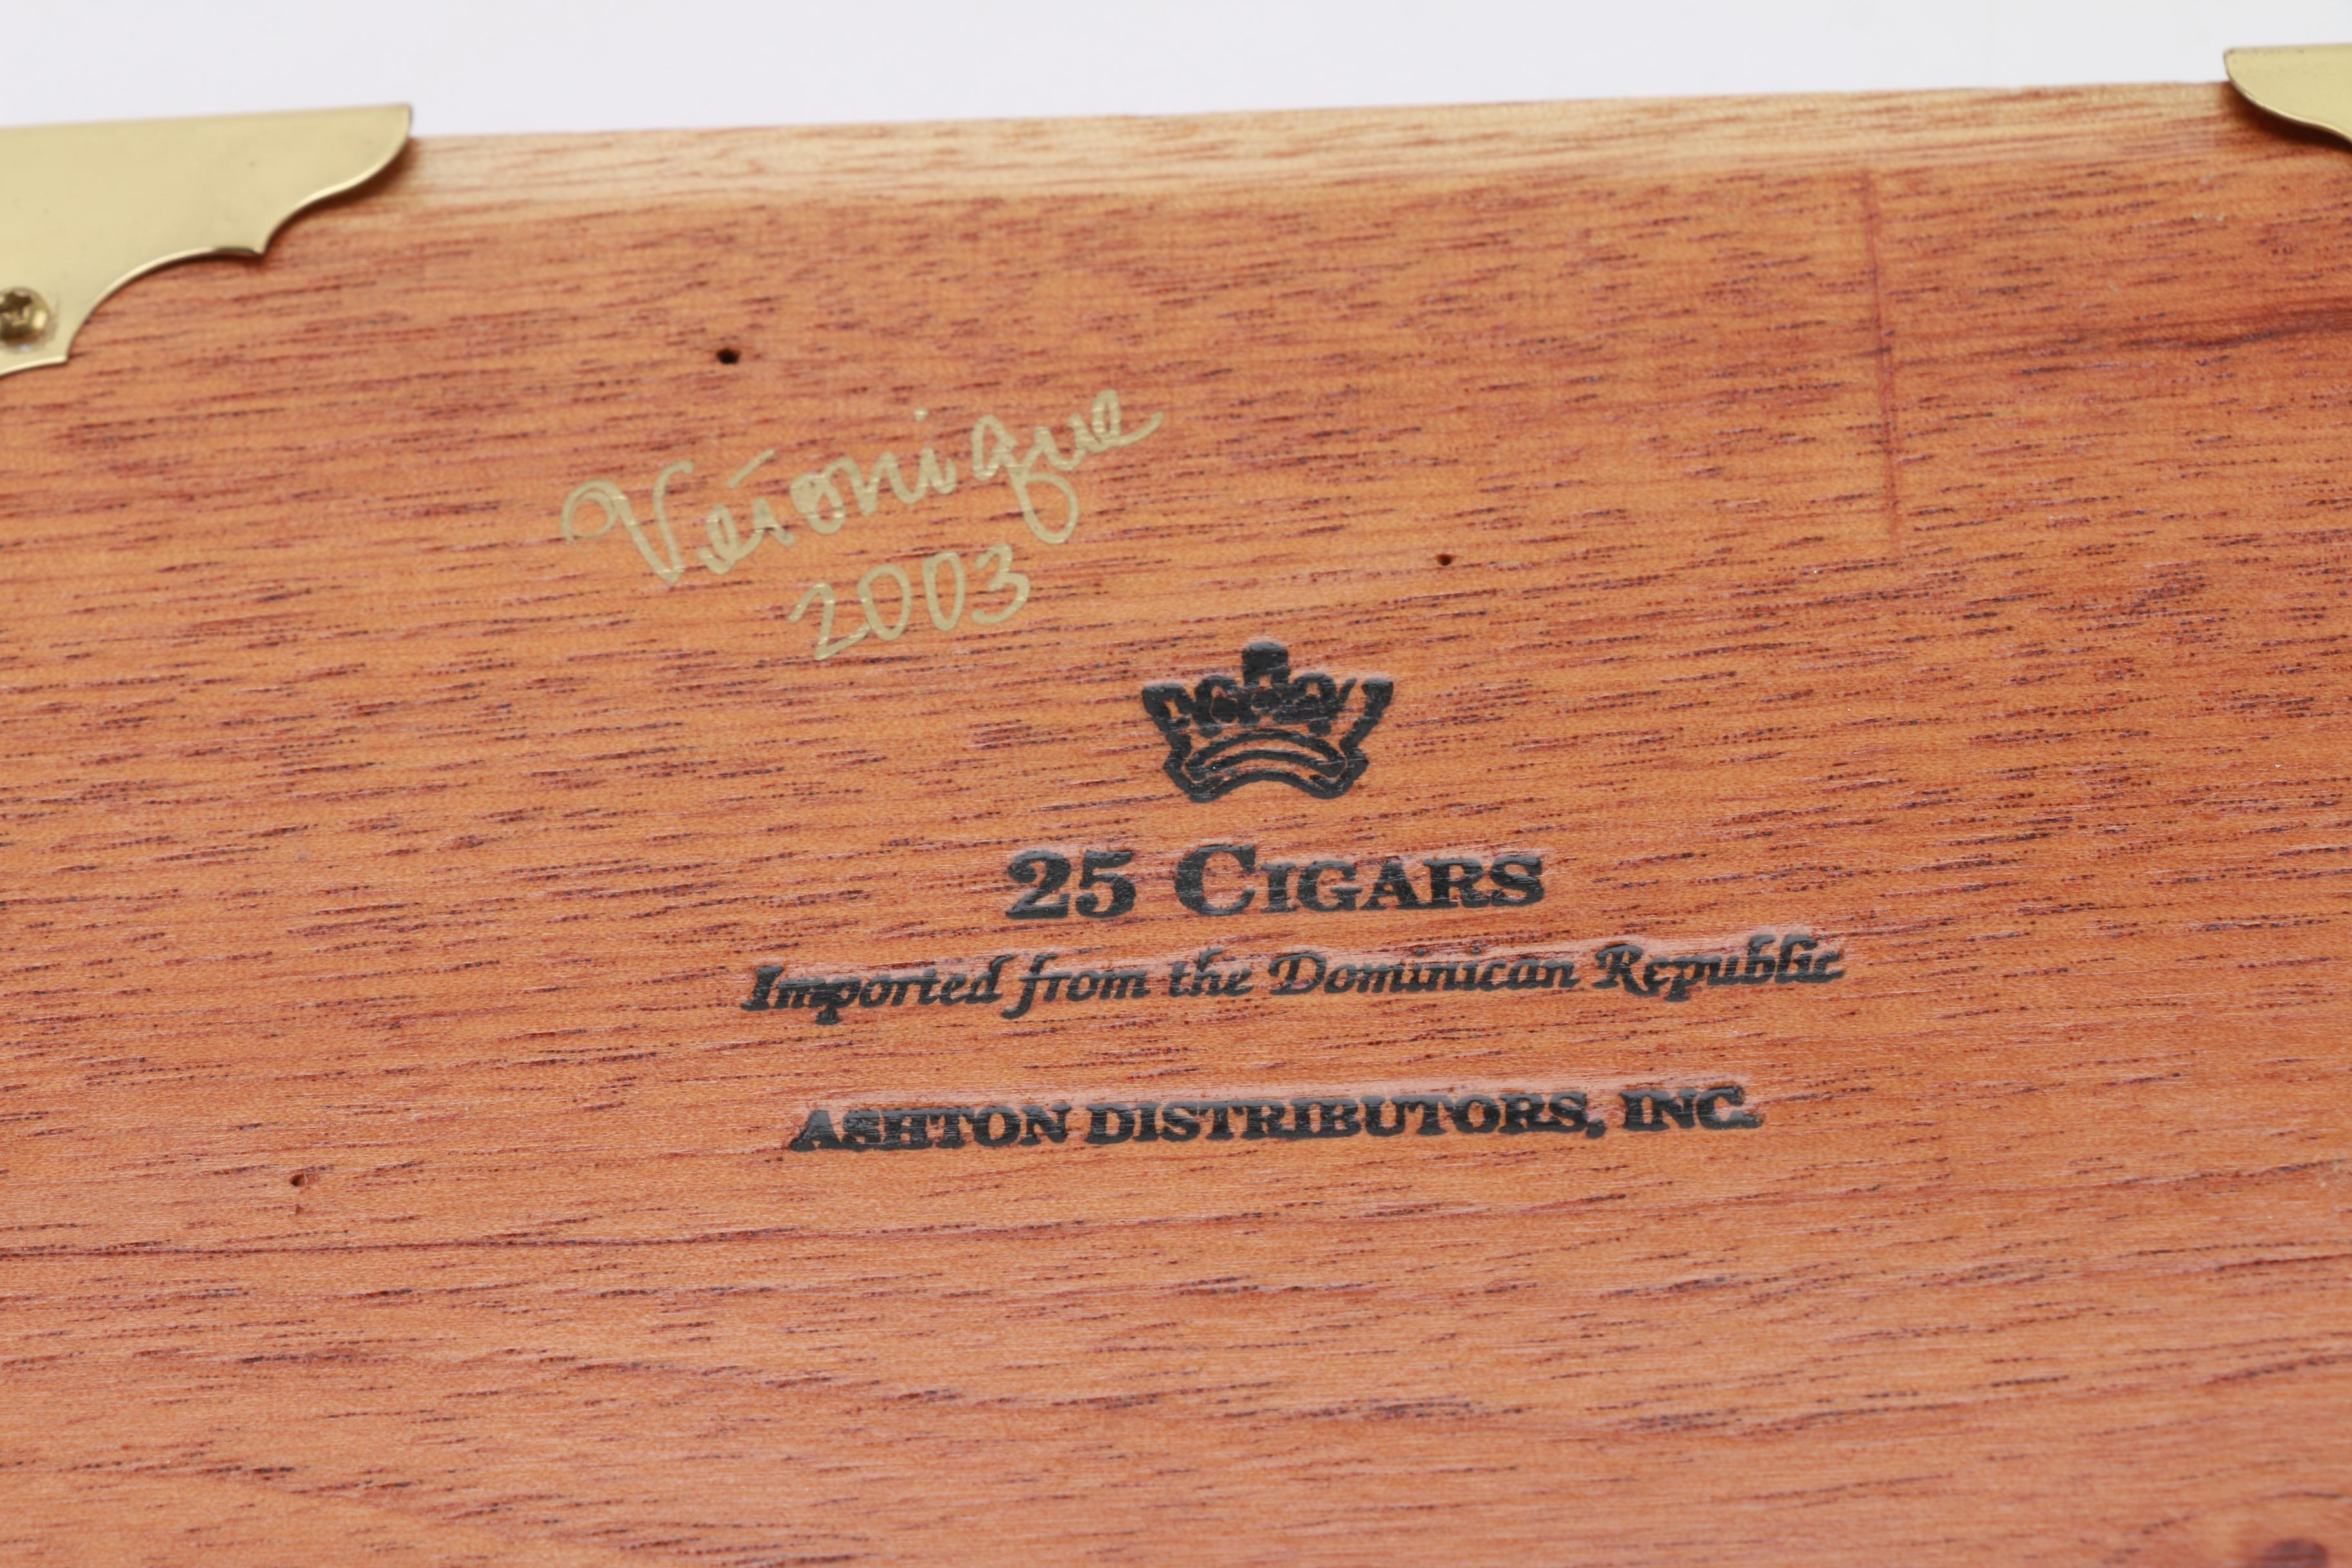 Véronique
2003
25 CIGARS
Imported from the Dominican Republic
ASHTON DISTRIBUTORS, INC.